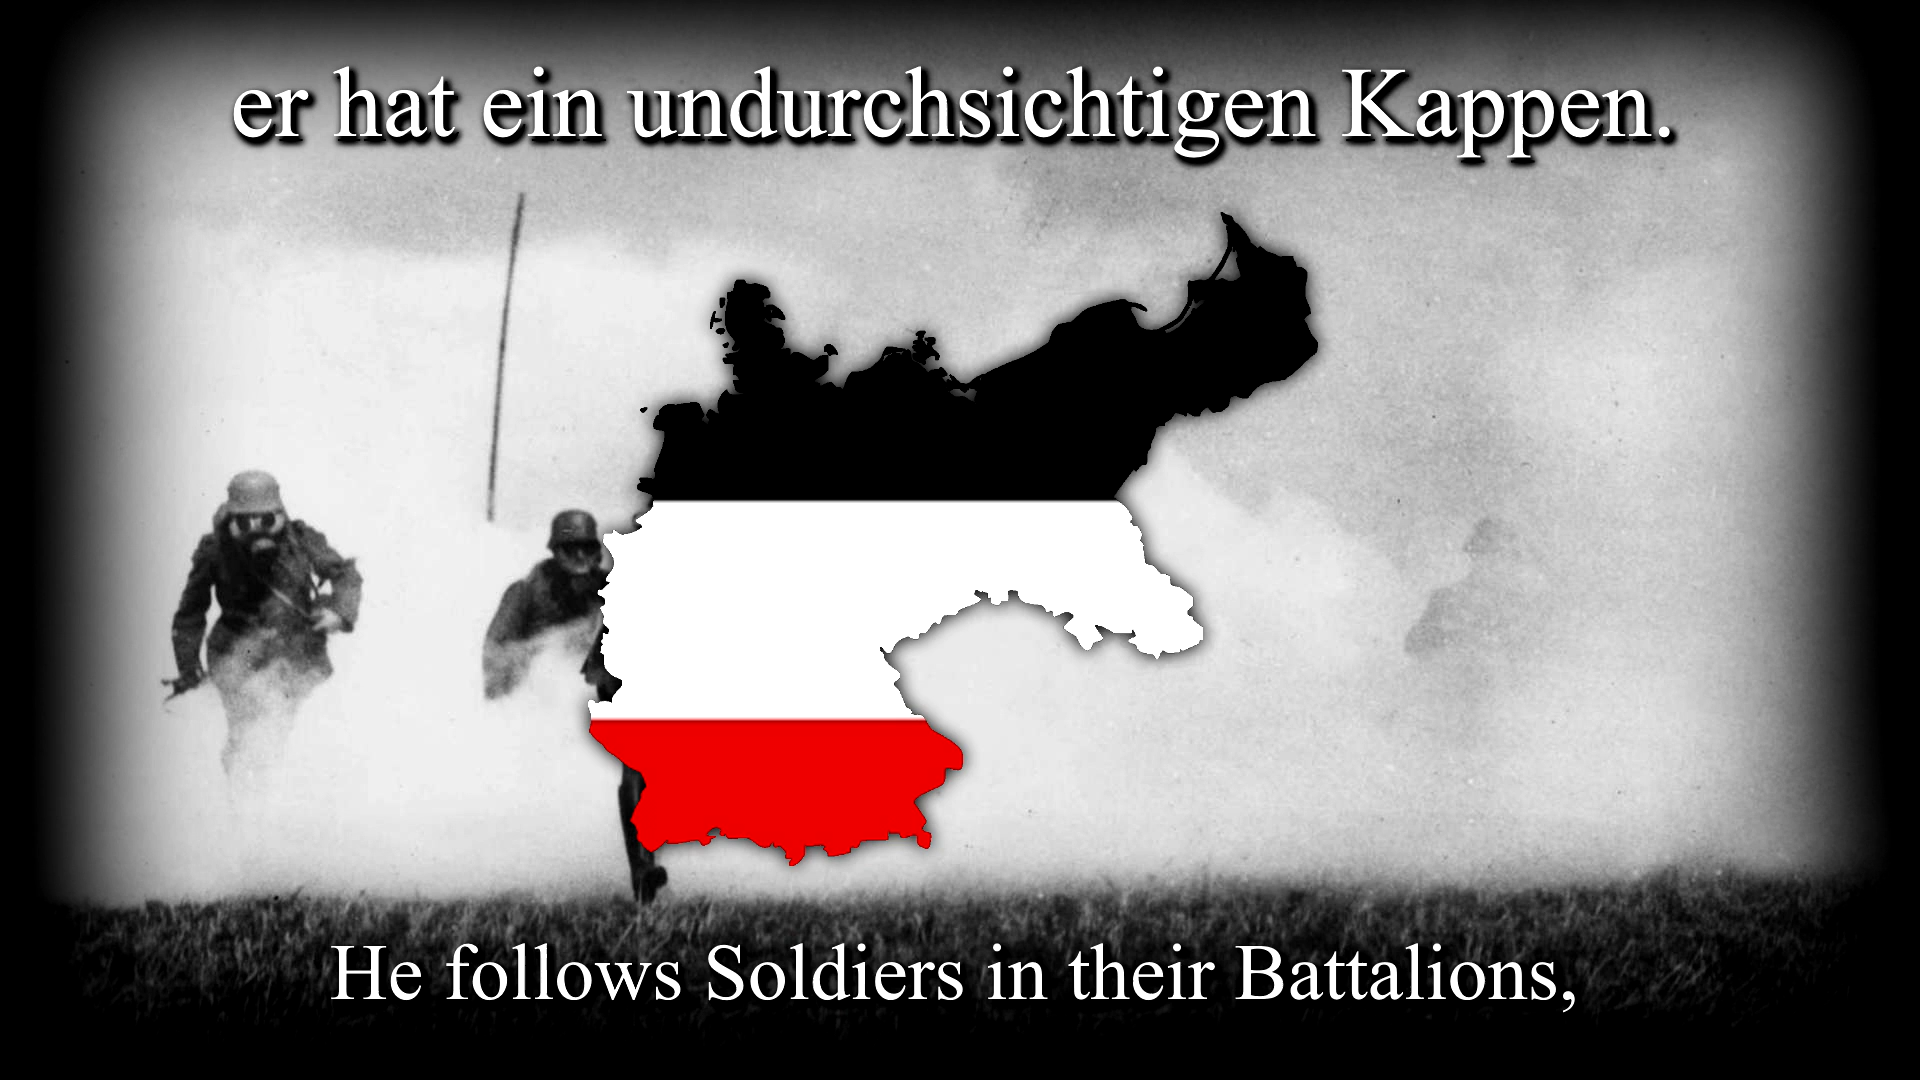 er hat ein undurchsichtigen Kappen.
He follows Soldiers in their Battalions,